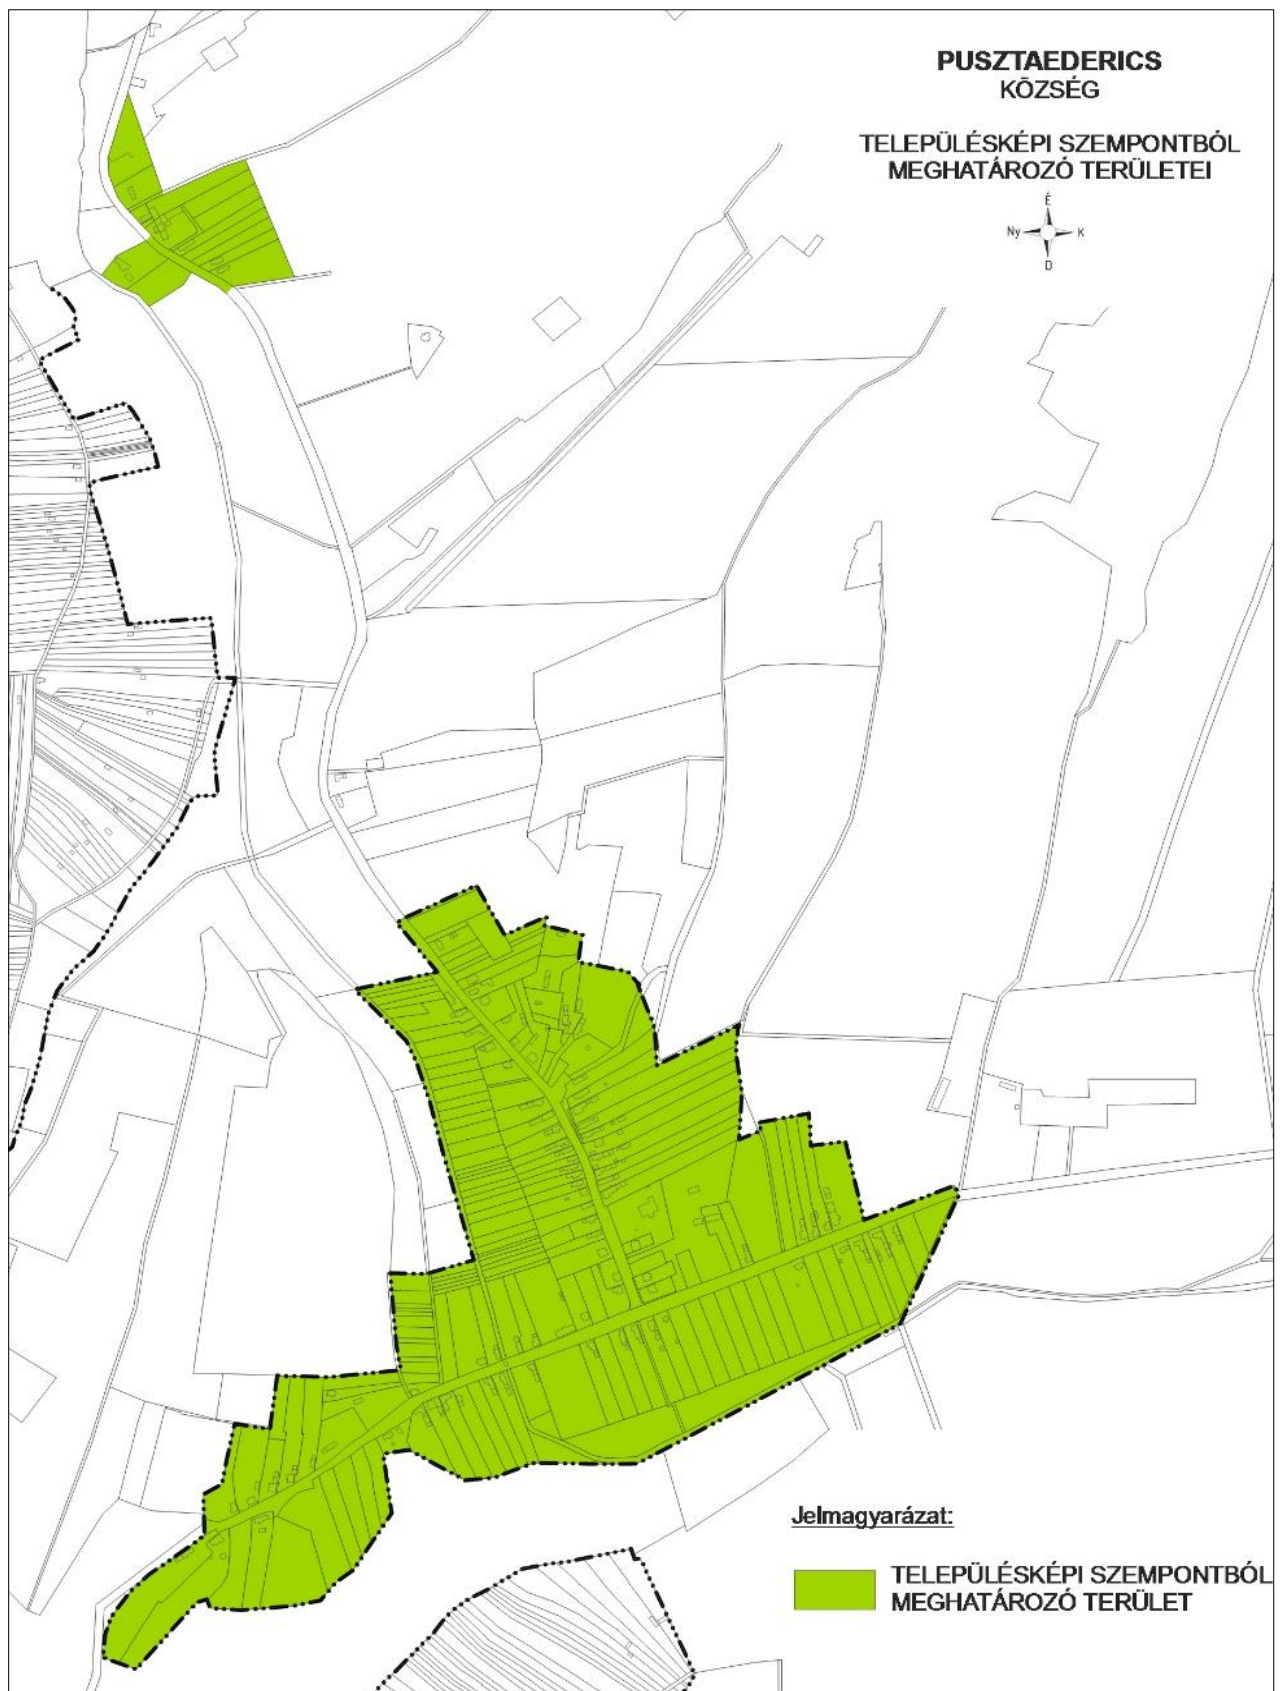 PUSZTAEDERICS
KÖZSÉG
TELEPÜLÉSKÉPI SZEMPONTBÓL
MEGHATÁROZÓ TERÜLETEI
É
Ny
K
D
Jelmagyarázat:
TELEPÜLÉSKÉPI SZEMPONTBÓL
MEGHATÁROZÓ TERÜLET